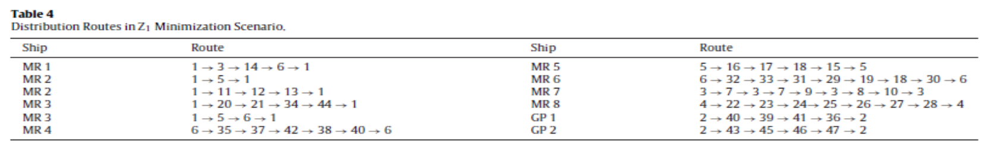 Table 4
Distribution Routes in Z₁ Minimization Scenario.
Ship Route Ship Route
MR 1 1 → 3 → 14 → 6 → 1 MR 5 5 → 16 → 17 → 18 → 15 → 5
MR 2 1 → 5 → 1 MR 6 6 → 32 → 33 → 31 → 29 → 19 → 18 → 30 → 6
MR 2 1 → 11 → 12 → 13 → 1 MR 7 3 → 7 → 3 → 7 → 9 → 3 → 8 → 10 → 3
MR 3 1 → 20 → 21 → 34 → 44 → 1 MR 8 4 → 22 → 23 → 24→ 25 → 26 → 27 → 28 → 4
MR 3 1 → 5 → 6 → 1 GP 1 2 → 40 → 39 → 41 → 36 → 2
MR 4 6 → 35 → 37 → 42 → 38 → 40 → 6 GP 2 2 → 43 → 45 → 46 → 47 → 2